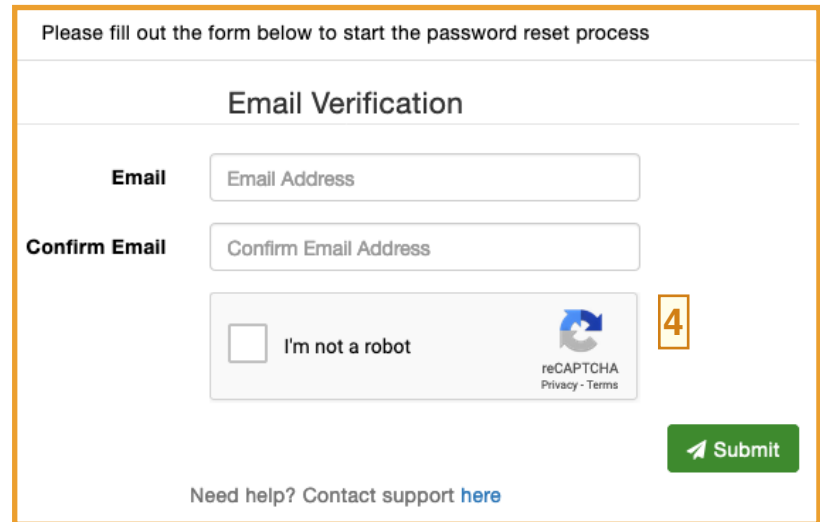 Please fill out the form below to start the password reset process
Email Verification
Email
Email Address
Confirm Email
Confirm Email Address
I'm not a robot
reCAPTCHA
Privacy - Terms
4
Submit
Need help? Contact support here